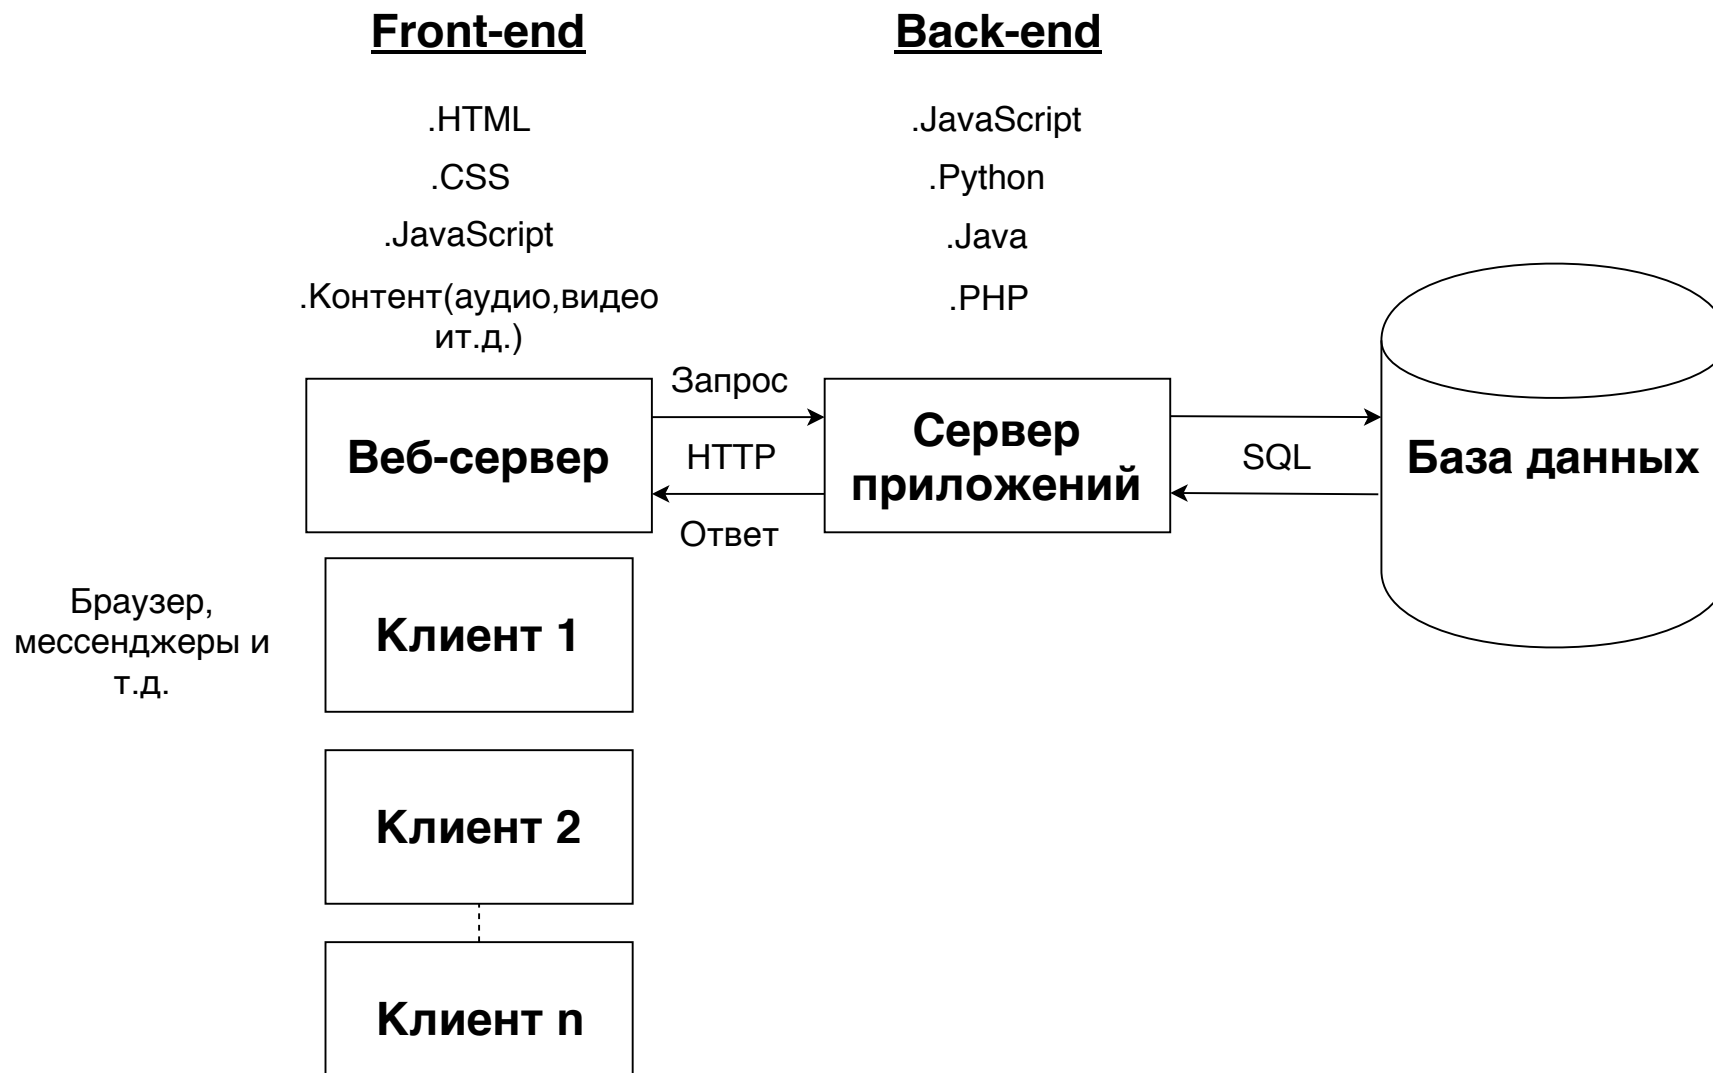 Front-end
Back-end
.HTML
.CSS
.JavaScript
.Контент(аудио,видео
ит.д.)
.JavaScript
.Python
.Java
.PHP
Веб-сервер
Запрос
HTTP
Ответ
Сервер
приложений
SQL
База данных
Браузер,
мессенджеры и
т.д.
Клиент 1
Клиент 2
Клиент n